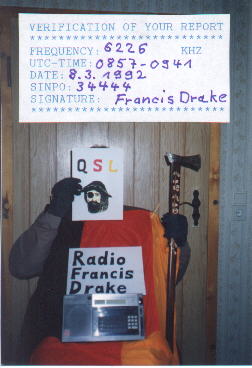 VERIFICATION OF YOUR REPORT
***************************
FREQUENCY: 6226 KHZ
UTC-TIME: 0857-0941
DATE: 8.3.1992
SINPO: 34444
SIGNATURE: Francis Drake
***************************
QSL
Radio
Francis
Drake